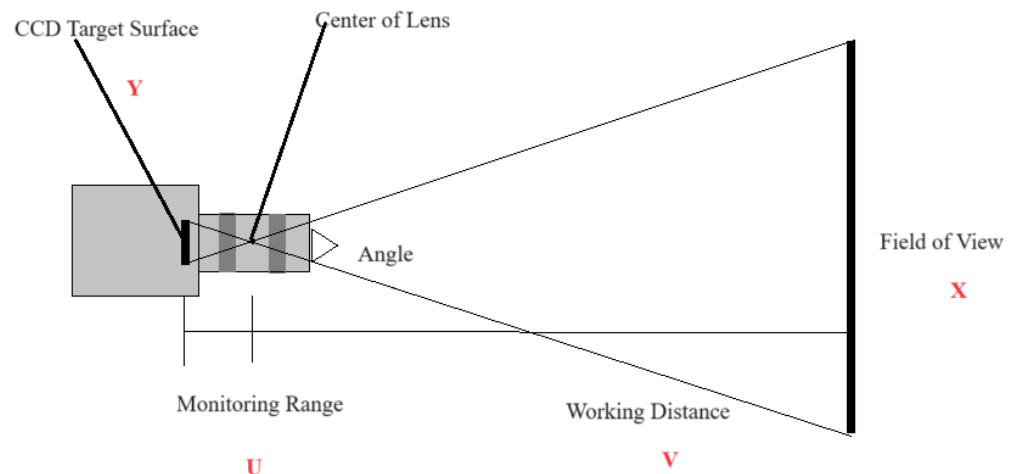 Center of Lens
CCD Target Surface
Y
Field of View
Angle
X
Monitoring Range
Working Distance
U
V